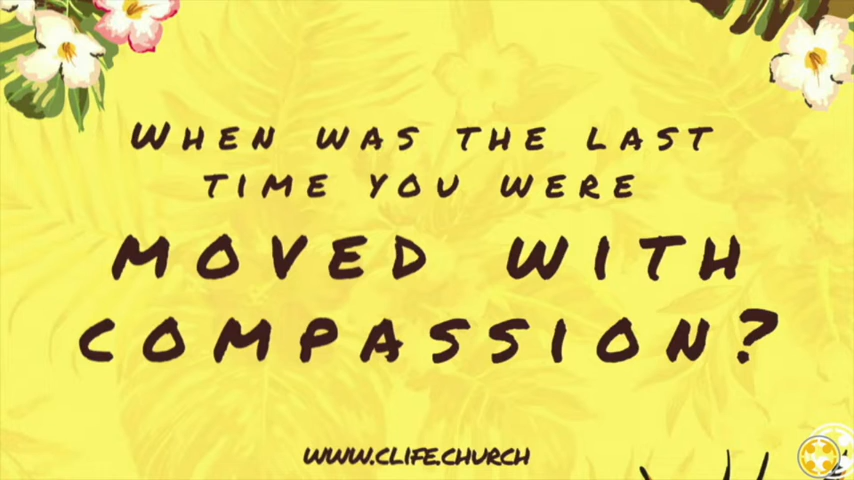 When was the last
time you were
moved with
compassion?
www.clife.church